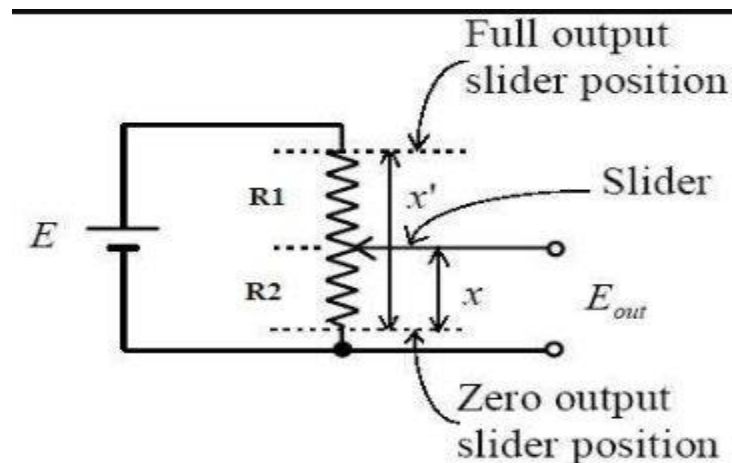 Full output
slider position
R1
x'
Slider
E
R2
x
E_out
Zero output
slider position